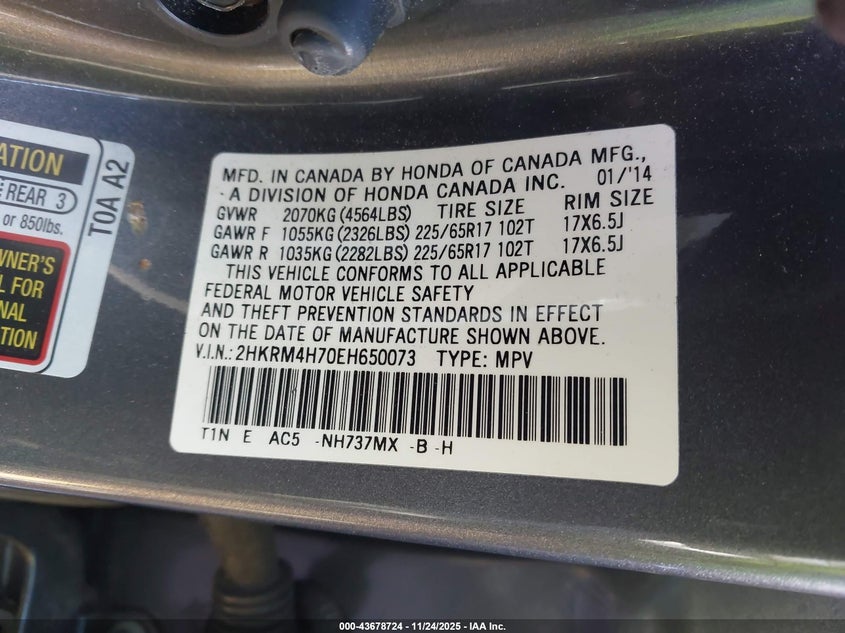 ATION
E REAR 3
or 850lbs.
WNER'S
L FOR
NAL
TION
T0A A2
MFD. IN CANADA BY HONDA OF CANADA MFG.,
A DIVISION OF HONDA CANADA INC. 01/'14
GVWR 2070KG (4564LBS) TIRE SIZE RIM SIZE
GAWR F 1055KG (2326LBS) 225/65R17 102T 17X6.5J
GAWR R 1035KG (2282LBS) 225/65R17 102T 17X6.5J
THIS VEHICLE CONFORMS TO ALL APPLICABLE
FEDERAL MOTOR VEHICLE SAFETY
AND THEFT PREVENTION STANDARDS IN EFFECT
ON THE DATE OF MANUFACTURE SHOWN ABOVE.
V.I.N.: 2HKRM4H70EH650073 TYPE: MPV
T1N E AC5 -NH737MX -B -H
000-43678724 — 11/24/2025 — IAA Inc.